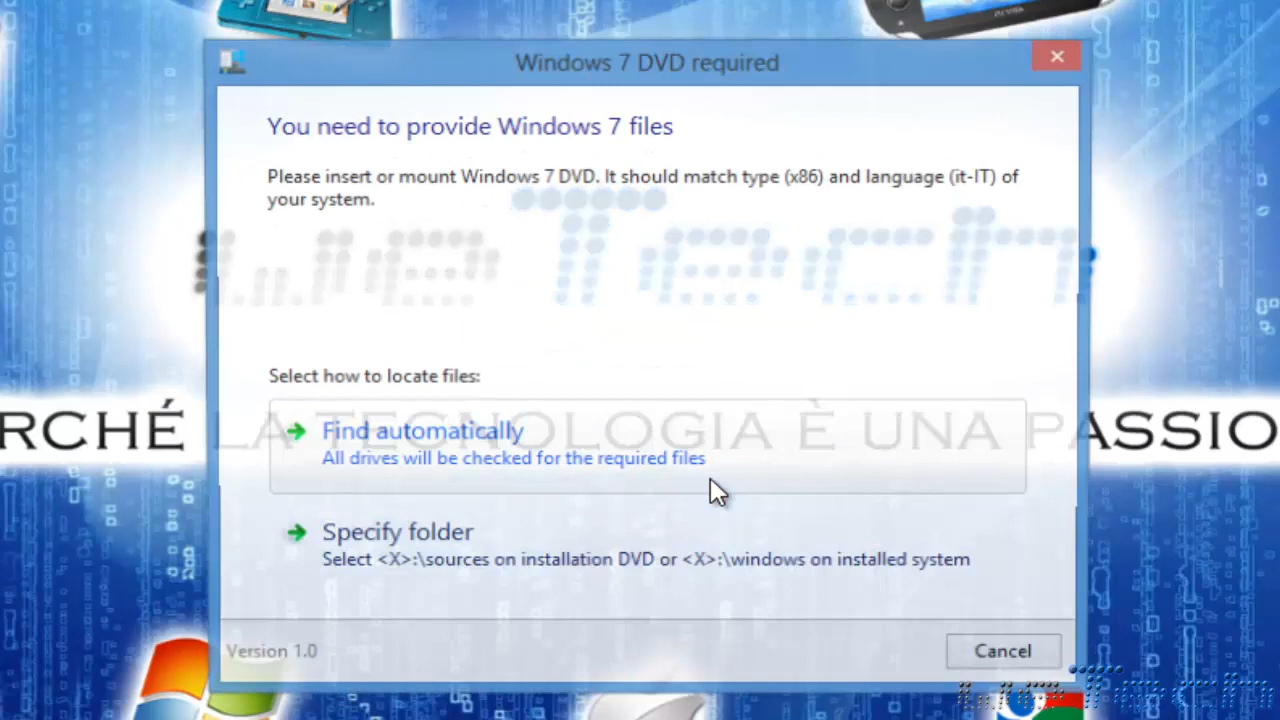 PSVITA
Windows 7 DVD required
You need to provide Windows 7 files
Please insert or mount Windows 7 DVD. It should match type (x86) and language (it-IT) of
your system.
weTech
Select how to locate files:
RCHÉ LA TECNOLOGIA È UNA PASSIO
Find automatically
All drives will be checked for the required files
Specify folder
Select <X>:\sources on installation DVD or <X>:\windows on installed system
Version 1.0
Cancel
weTech